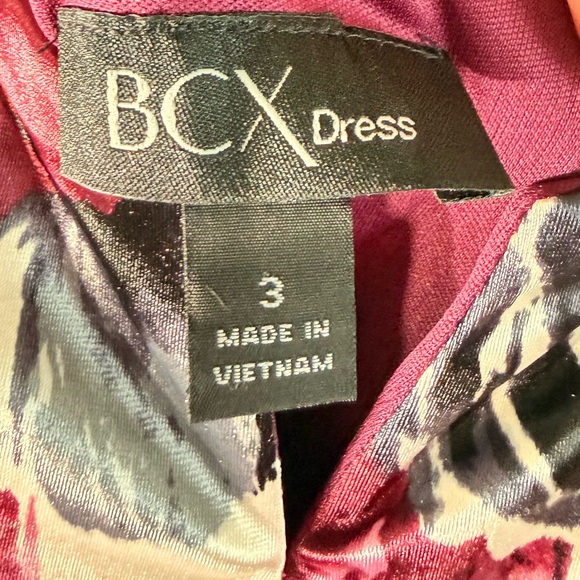 BCX Dress
3
MADE IN
VIETNAM